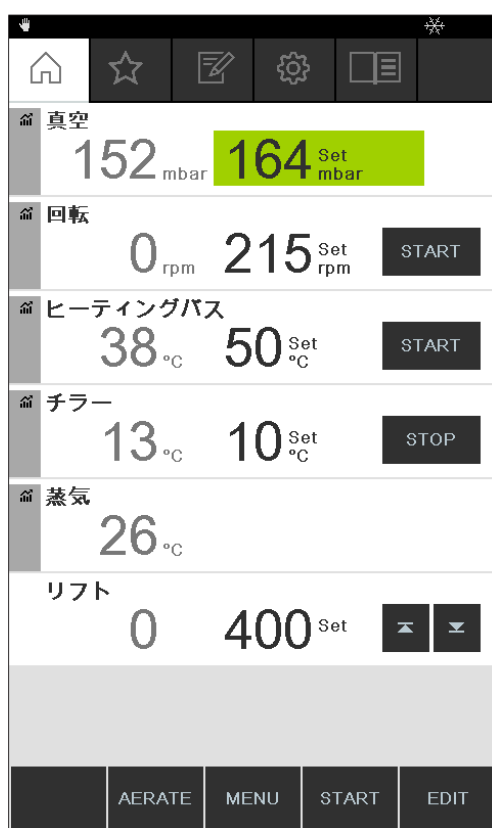 真空
152 mbar 164 Set mbar
回転
0 rpm 215 Set rpm START
ヒーティングバス
38 °C 50 Set °C START
チラー
13 °C 10 Set °C STOP
蒸気
26 °C
リフト
0 400 Set
AERATE MENU START EDIT